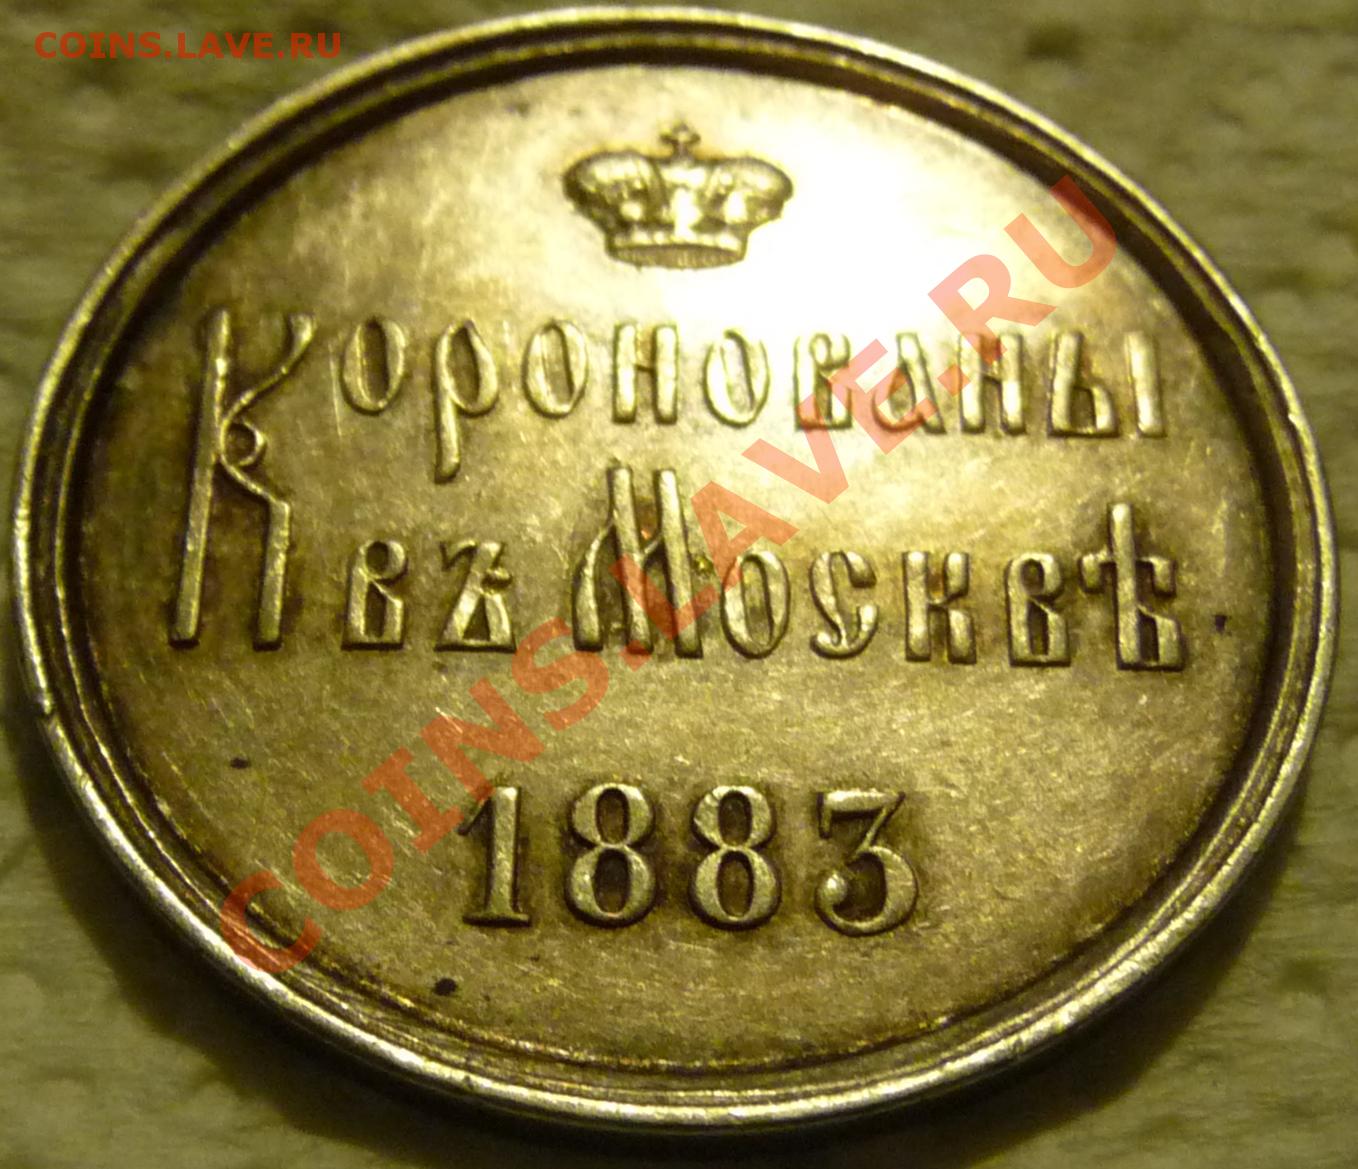 COINS.LAVE.RU
Коронованы
въ Москвѣ
1883
COINS.LAVE.RU